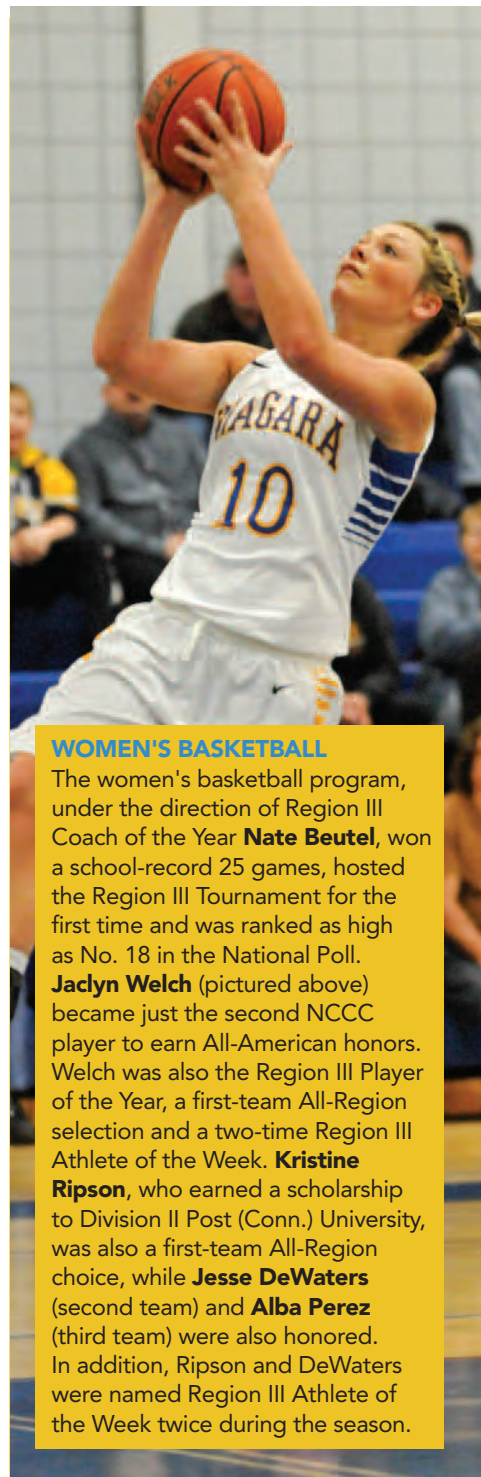 NIAGARA
10
WOMEN'S BASKETBALL
The women's basketball program,
under the direction of Region III
Coach of the Year Nate Beutel, won
a school-record 25 games, hosted
the Region III Tournament for the
first time and was ranked as high
as No. 18 in the National Poll.
Jaclyn Welch (pictured above)
became just the second NCCC
player to earn All-American honors.
Welch was also the Region III Player
of the Year, a first-team All-Region
selection and a two-time Region III
Athlete of the Week. Kristine
Ripson, who earned a scholarship
to Division II Post (Conn.) University,
was also a first-team All-Region
choice, while Jesse DeWaters
(second team) and Alba Perez
(third team) were also honored.
In addition, Ripson and DeWaters
were named Region III Athlete of
the Week twice during the season.